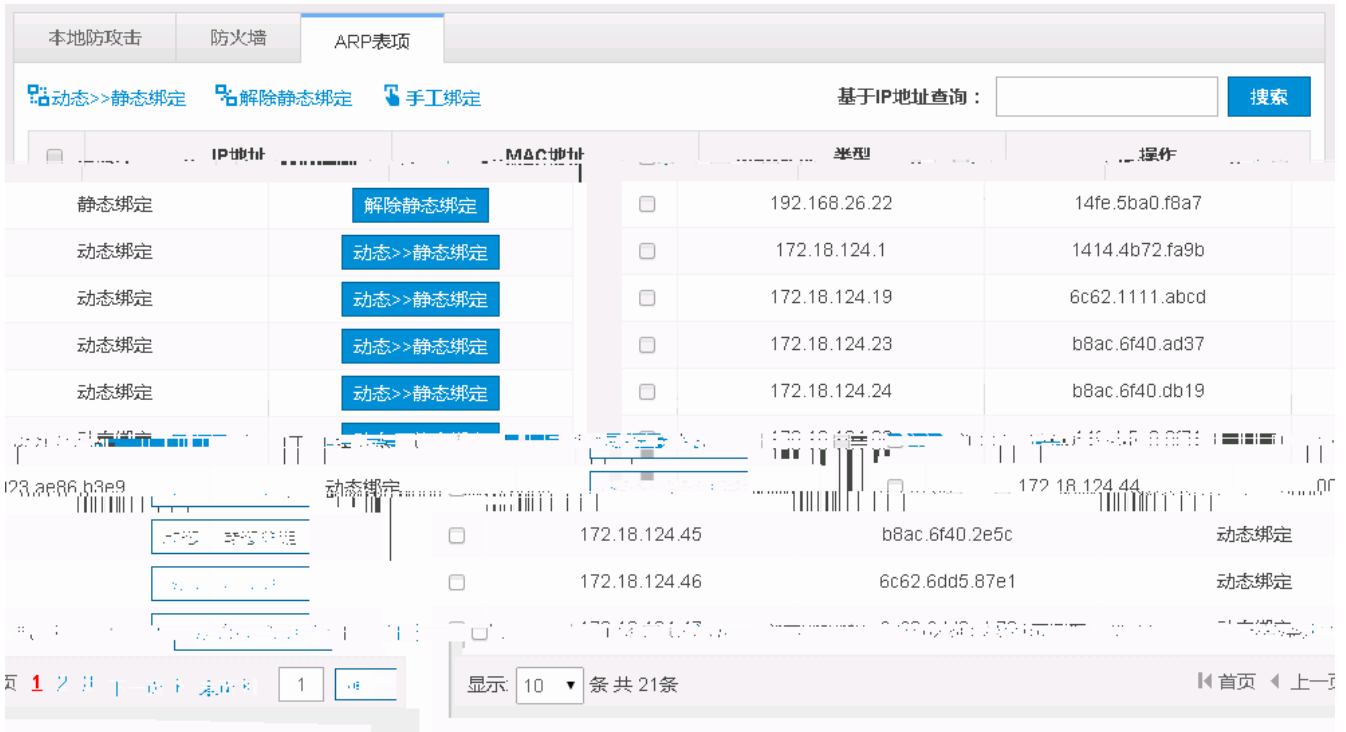 本地防攻击 防火墙 ARP表项
动态>>静态绑定 解除静态绑定 手工绑定 基于IP地址查询： 搜索
IP地址 MAC地址 类型 操作
静态绑定 解除静态绑定 192.168.26.22 14fe.5ba0.f8a7
动态绑定 动态>>静态绑定 172.18.124.1 1414.4b72.fa9b
动态绑定 动态>>静态绑定 172.18.124.19 6c62.1111.abcd
动态绑定 动态>>静态绑定 172.18.124.23 b8ac.6f40.ad37
动态绑定 动态>>静态绑定 172.18.124.24 b8ac.6f40.db19
ae86.b3e9 动态绑定 172.18.124.44
172.18.124.45 b8ac.6f40.2e5c 动态绑定
172.18.124.46 6c62.6dd5.87e1 动态绑定
页 1 2 1 显示: 10 条 共 21条 首页 上一页